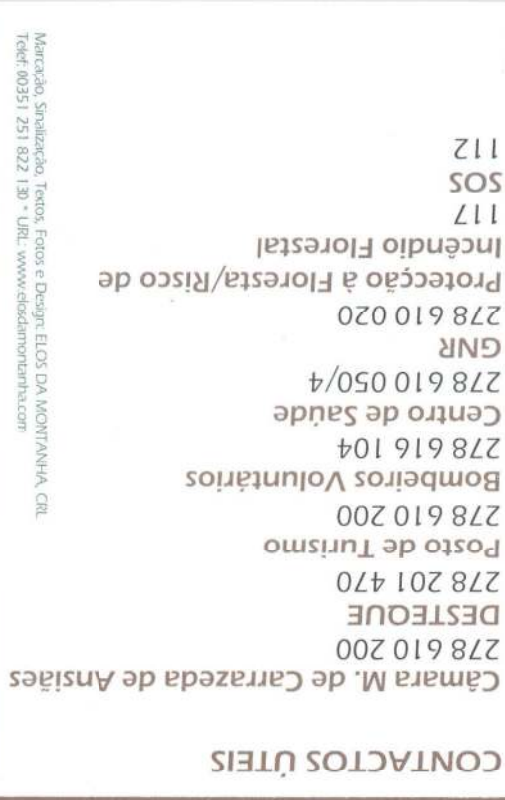 CONTACTOS ÚTEIS
Câmara M. de Carrazeda de Ansiães
278 610 200
DESTEQUE
278 201 470
Posto de Turismo
278 610 200
Bombeiros Voluntários
278 616 104
Centro de Saúde
278 610 050/4
GNR
278 610 020
Protecção à Floresta/Risco de
Incêndio Florestal
117
SOS
112
Marcação, Sinalização, Textos, Fotos e Design: ELOS DA MONTANHA, CRL
Telef: 00351 251 822 130 * URL: www.elosdamontanha.com